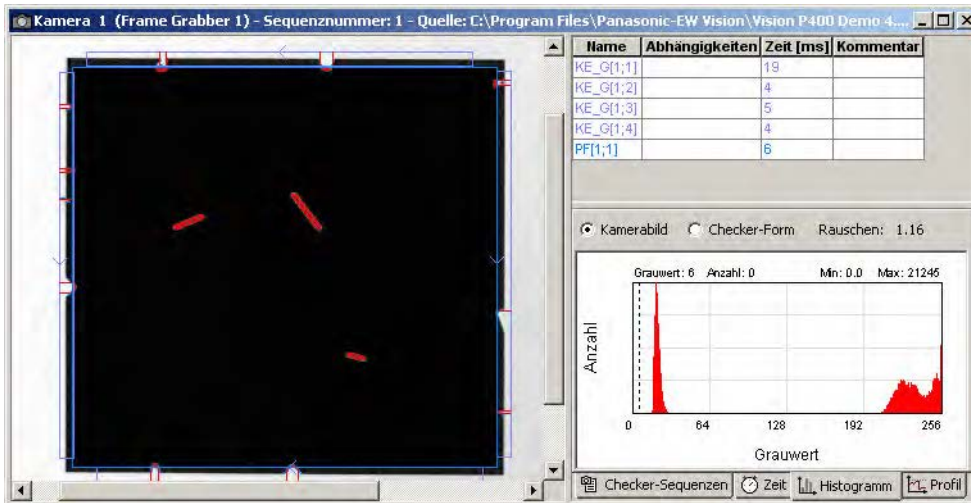 Kamera 1 (Frame Grabber 1) - Sequenznummer: 1 - Quelle: C:\Program Files\Panasonic-EW Vision\Vision P400 Demo 4....
Name Abhängigkeiten Zeit [ms] Kommentar
KE_G[1;1] 19
KE_G[1;2] 4
KE_G[1;3] 5
KE_G[1;4] 4
PF[1;1] 6
Kamerabild Checker-Form Rauschen: 1.16
Grauwert: 6 Anzahl: 0 Min: 0.0 Max: 21245
Anzahl
0 64 128 192 256
Grauwert
Checker-Sequenzen Zeit Histogramm Profil